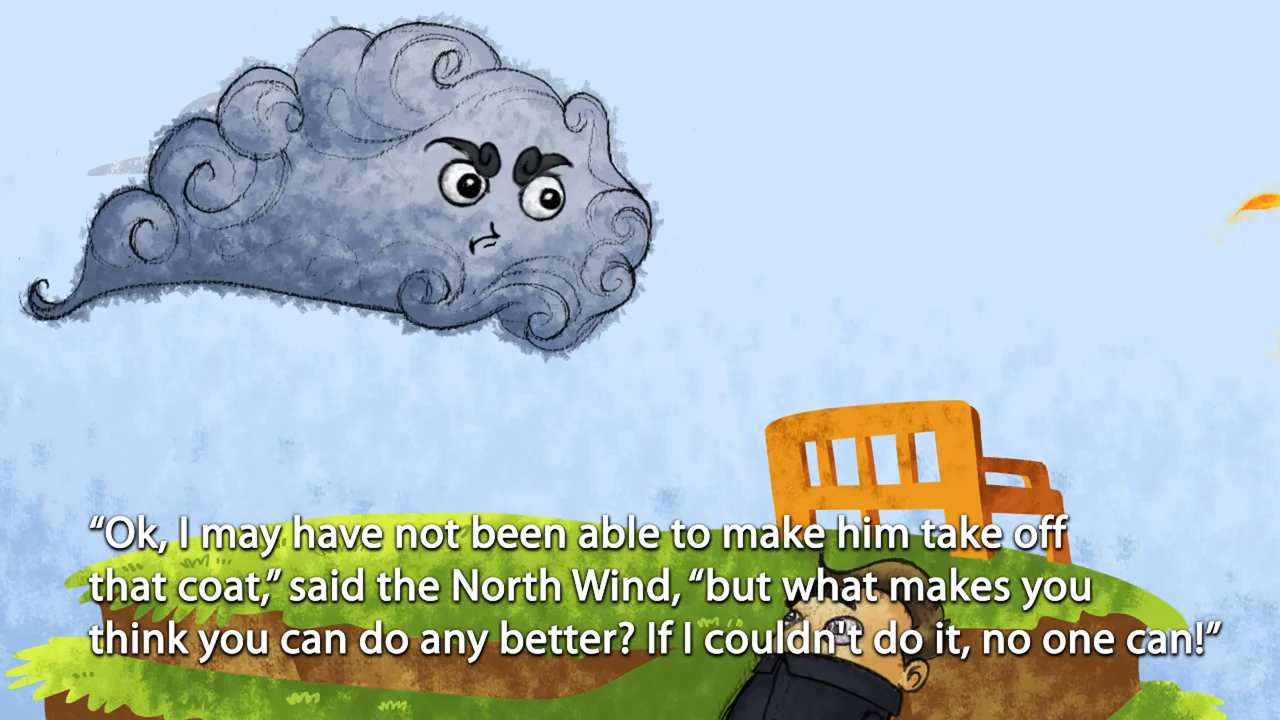 “Ok, I may have not been able to make him take off
that coat,” said the North Wind, “but what makes you
think you can do any better? If I couldn't do it, no one can!”